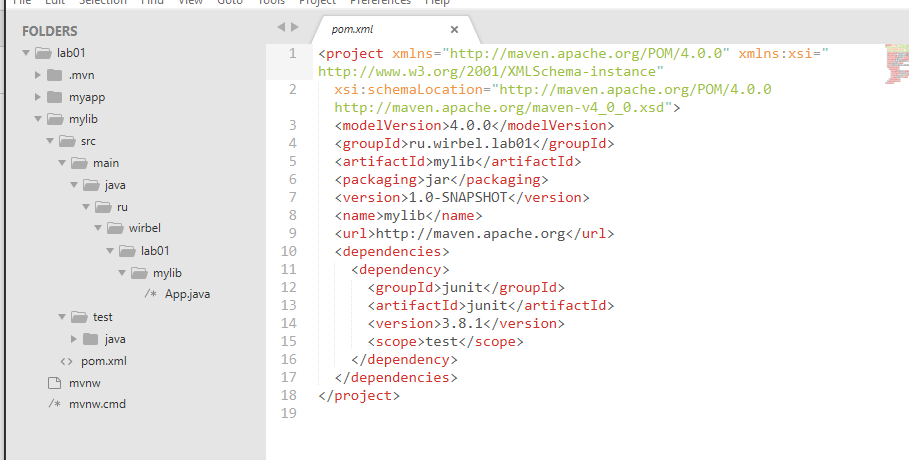 File Edit Selection Find View Goto Tools Project Preferences Help
FOLDERS
lab01
.mvn
myapp
mylib
src
main
java
ru
wirbel
lab01
mylib
/* App.java
test
java
<> pom.xml
mvnw
/* mvnw.cmd
pom.xml ×
1 <project xmlns="http://maven.apache.org/POM/4.0.0" xmlns:xsi="
http://www.w3.org/2001/XMLSchema-instance"
2 xsi:schemaLocation="http://maven.apache.org/POM/4.0.0
http://maven.apache.org/maven-v4_0_0.xsd">
3 <modelVersion>4.0.0</modelVersion>
4 <groupId>ru.wirbel.lab01</groupId>
5 <artifactId>mylib</artifactId>
6 <packaging>jar</packaging>
7 <version>1.0-SNAPSHOT</version>
8 <name>mylib</name>
9 <url>http://maven.apache.org</url>
10 <dependencies>
11 <dependency>
12 <groupId>junit</groupId>
13 <artifactId>junit</artifactId>
14 <version>3.8.1</version>
15 <scope>test</scope>
16 </dependency>
17 </dependencies>
18 </project>
19